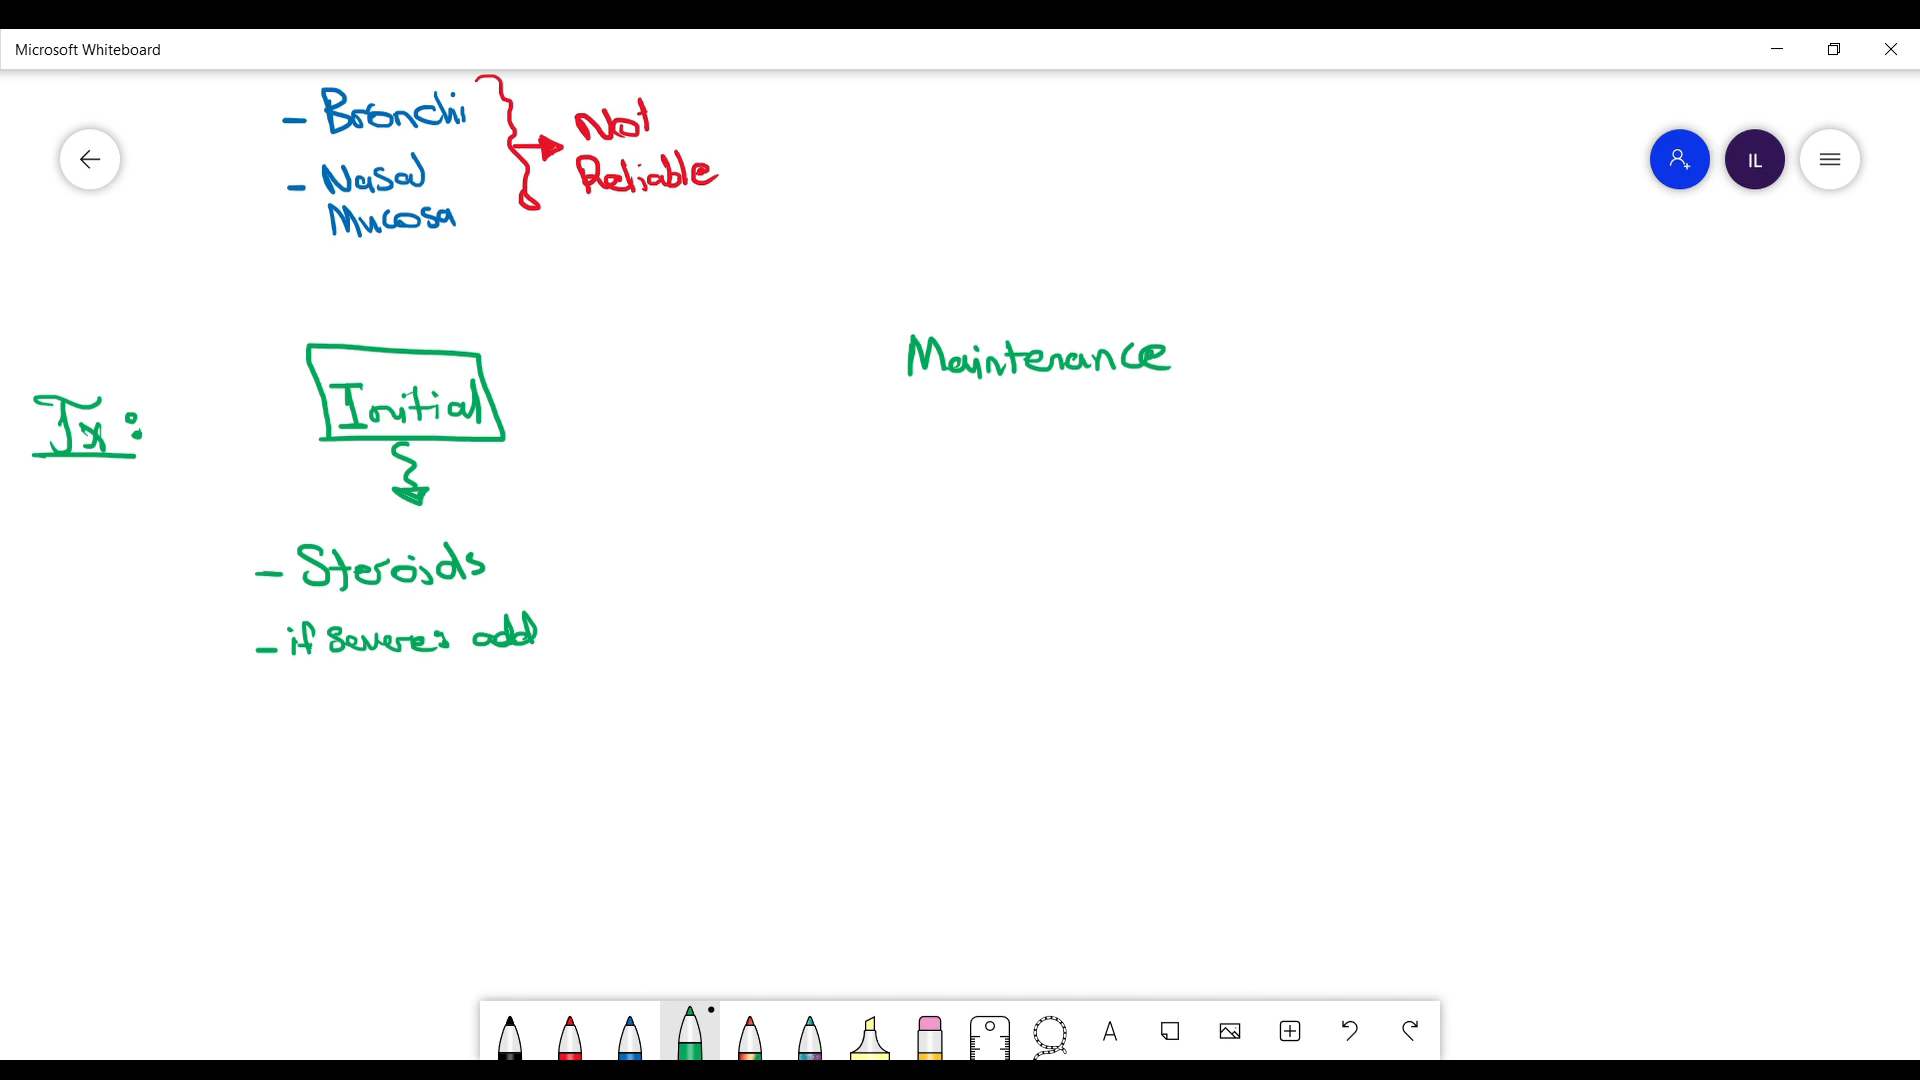 Microsoft Whiteboard
- Bronchi
- Nasal
Mucosa
Not
Reliable
IL
Tx:
Initial
- Steroids
- if severe: add
Maintenance
A